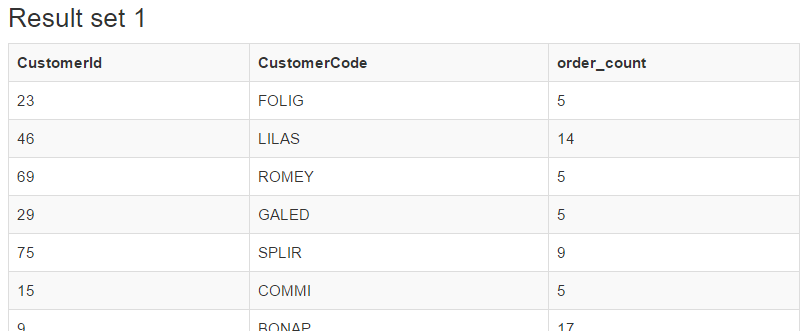 Result set 1
CustomerId CustomerCode order_count
23 FOLIG 5
46 LILAS 14
69 ROMEY 5
29 GALED 5
75 SPLIR 9
15 COMMI 5
9 BONAP 17